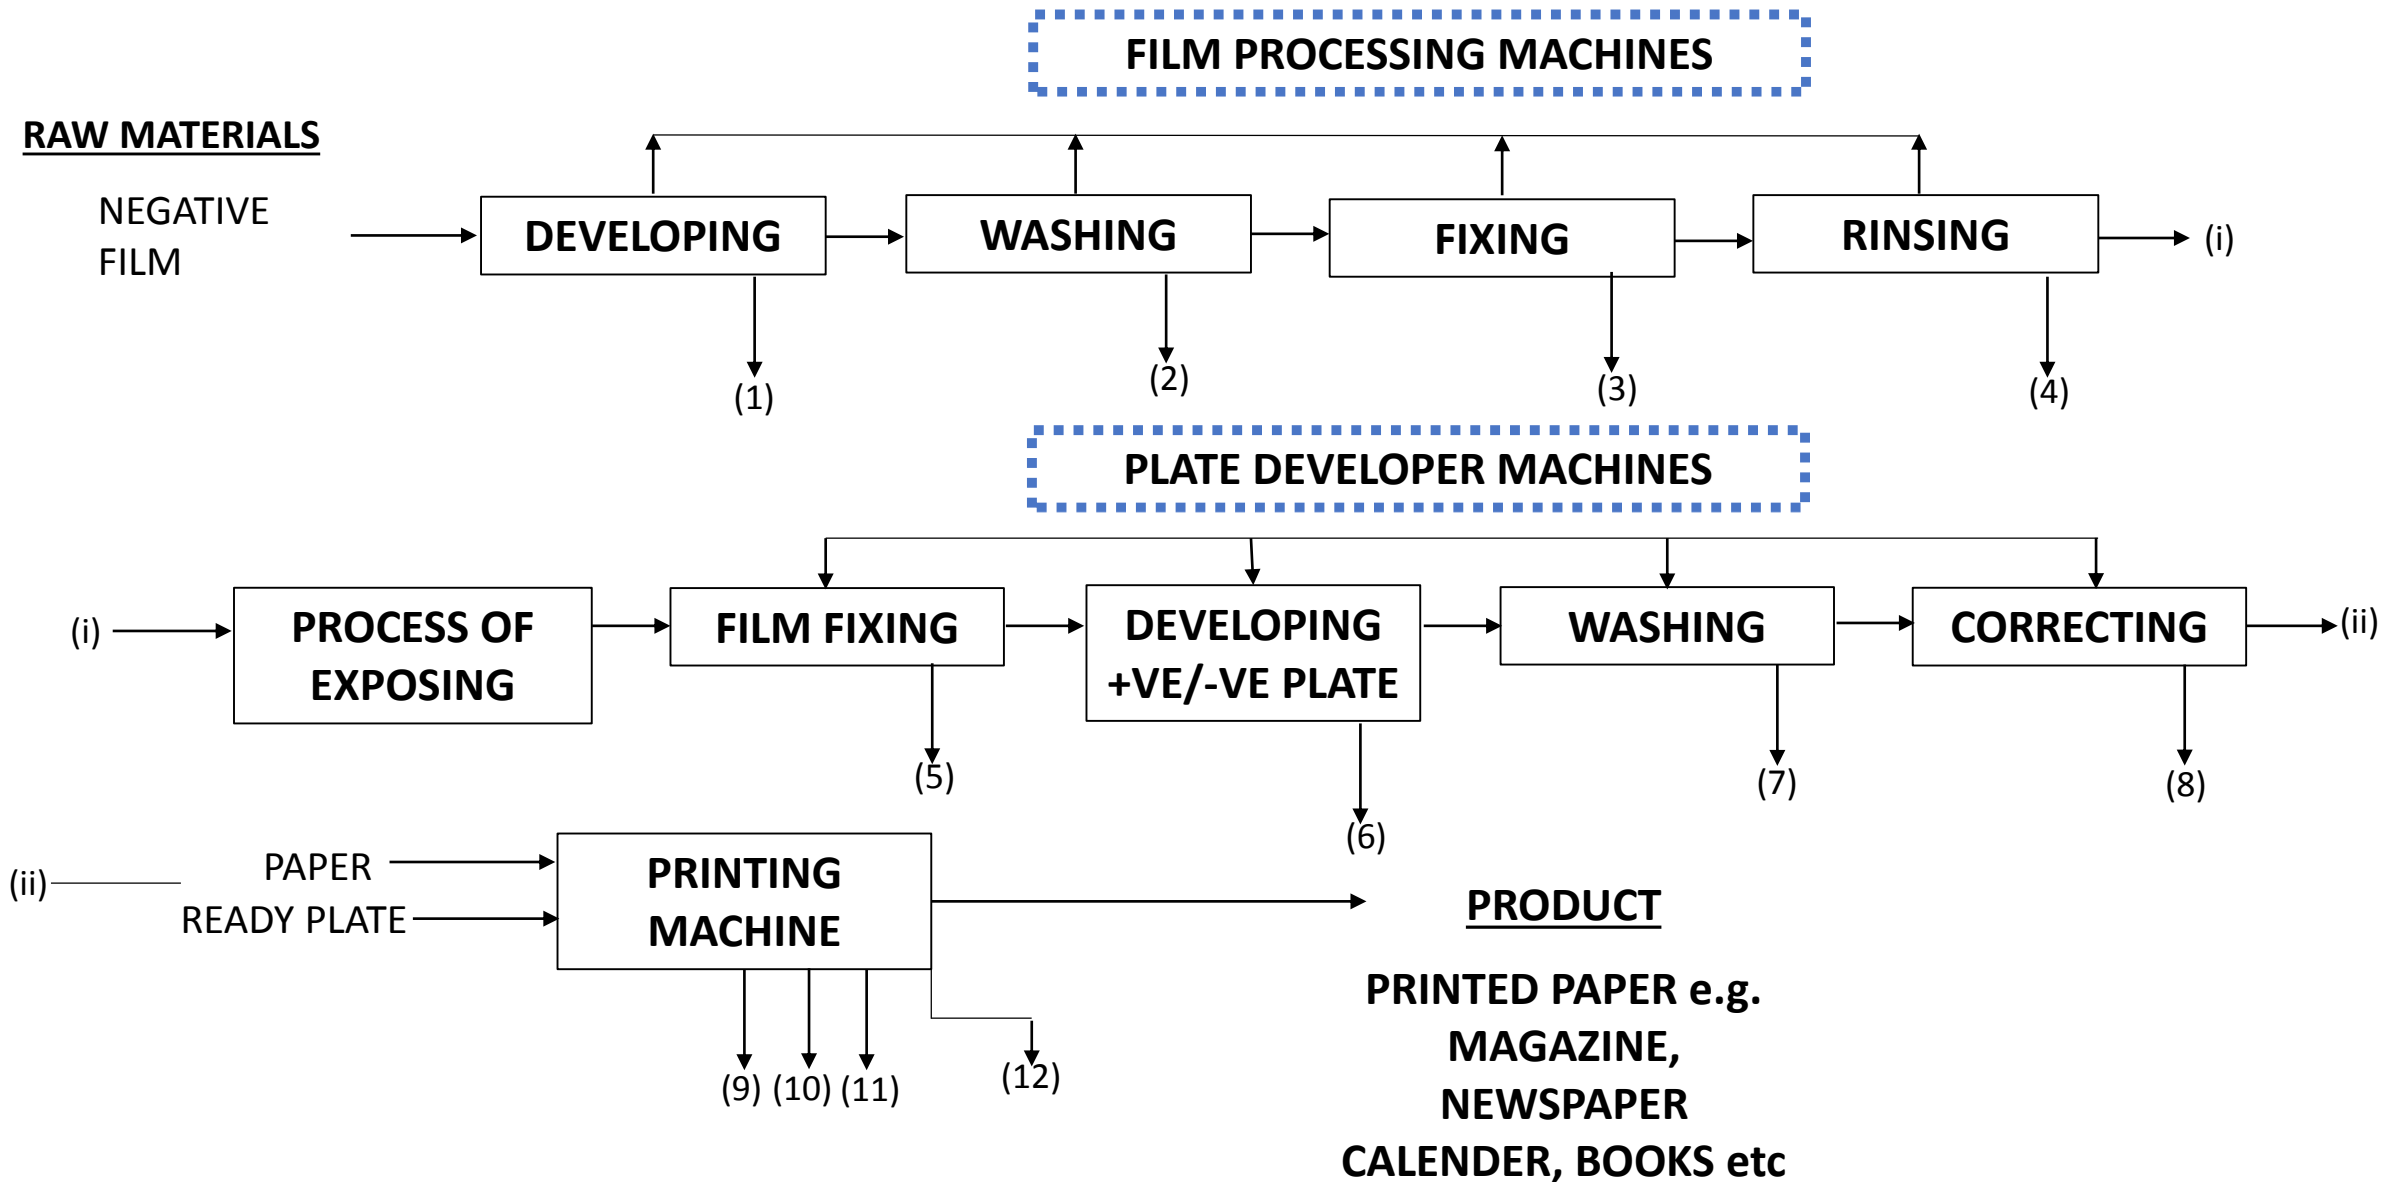 FILM PROCESSING MACHINES
RAW MATERIALS
NEGATIVE
FILM
DEVELOPING
WASHING
FIXING
RINSING
(i)
(1)
(2)
(3)
(4)
PLATE DEVELOPER MACHINES
(i)
PROCESS OF
EXPOSING
FILM FIXING
DEVELOPING
+VE/-VE PLATE
WASHING
CORRECTING
(ii)
(5)
(6)
(7)
(8)
(ii)
PAPER
READY PLATE
PRINTING
MACHINE
(9)
(10)
(11)
(12)
PRODUCT
PRINTED PAPER e.g.
MAGAZINE,
NEWSPAPER
CALENDER, BOOKS etc